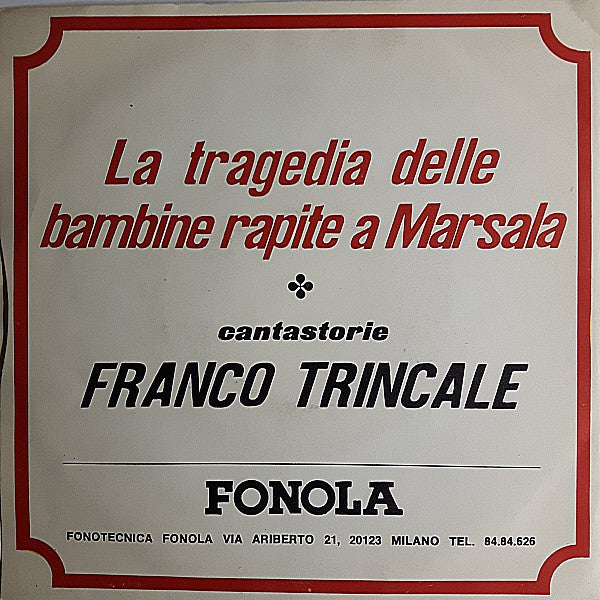 La tragedia delle
bambine rapite a Marsala
cantastorie
FRANCO TRINCALE
FONOLA
FONOTECNICA FONOLA VIA ARIBERTO 21, 20123 MILANO TEL. 84.84.626